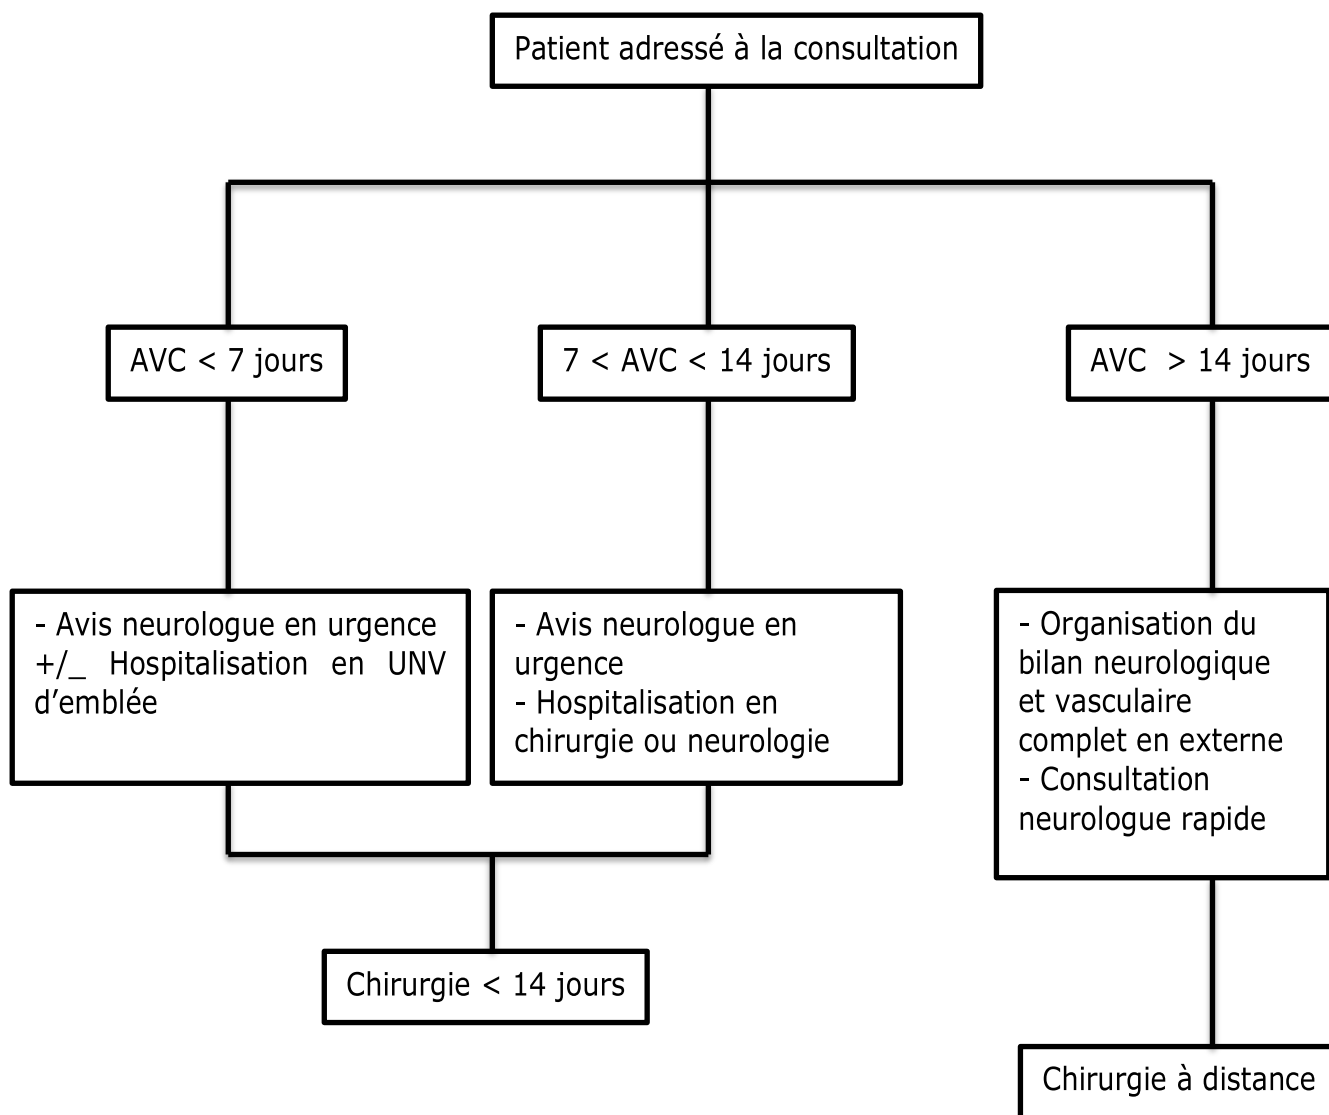 Patient adressé à la consultation
AVC < 7 jours
7 < AVC < 14 jours
AVC > 14 jours
- Avis neurologue en urgence
+/_ Hospitalisation en UNV
d'emblée
- Avis neurologue en
urgence
- Hospitalisation en
chirurgie ou neurologie
- Organisation du
bilan neurologique
et vasculaire
complet en externe
- Consultation
neurologue rapide
Chirurgie < 14 jours
Chirurgie à distance